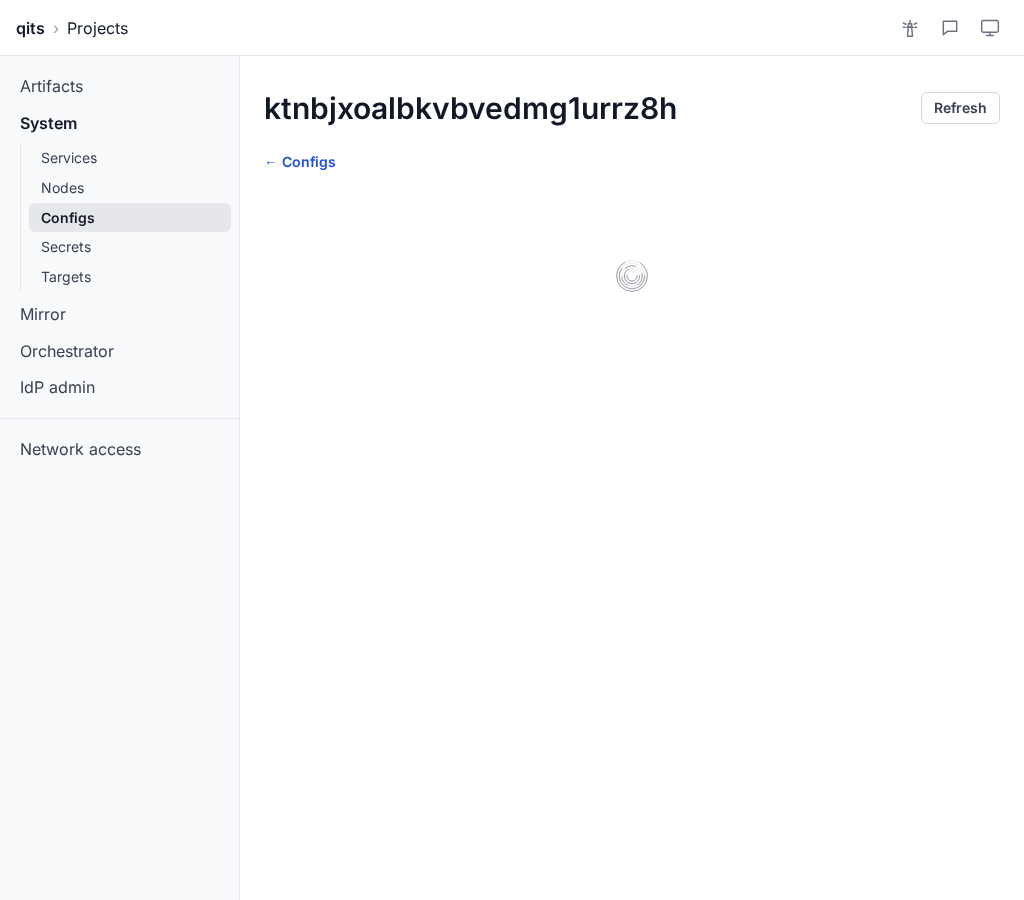 qits › Projects
Artifacts
System
Services
Nodes
Configs
Secrets
Targets
Mirror
Orchestrator
IdP admin
Network access
ktnbjxoalbkvbvedmg1urrz8h
Refresh
← Configs